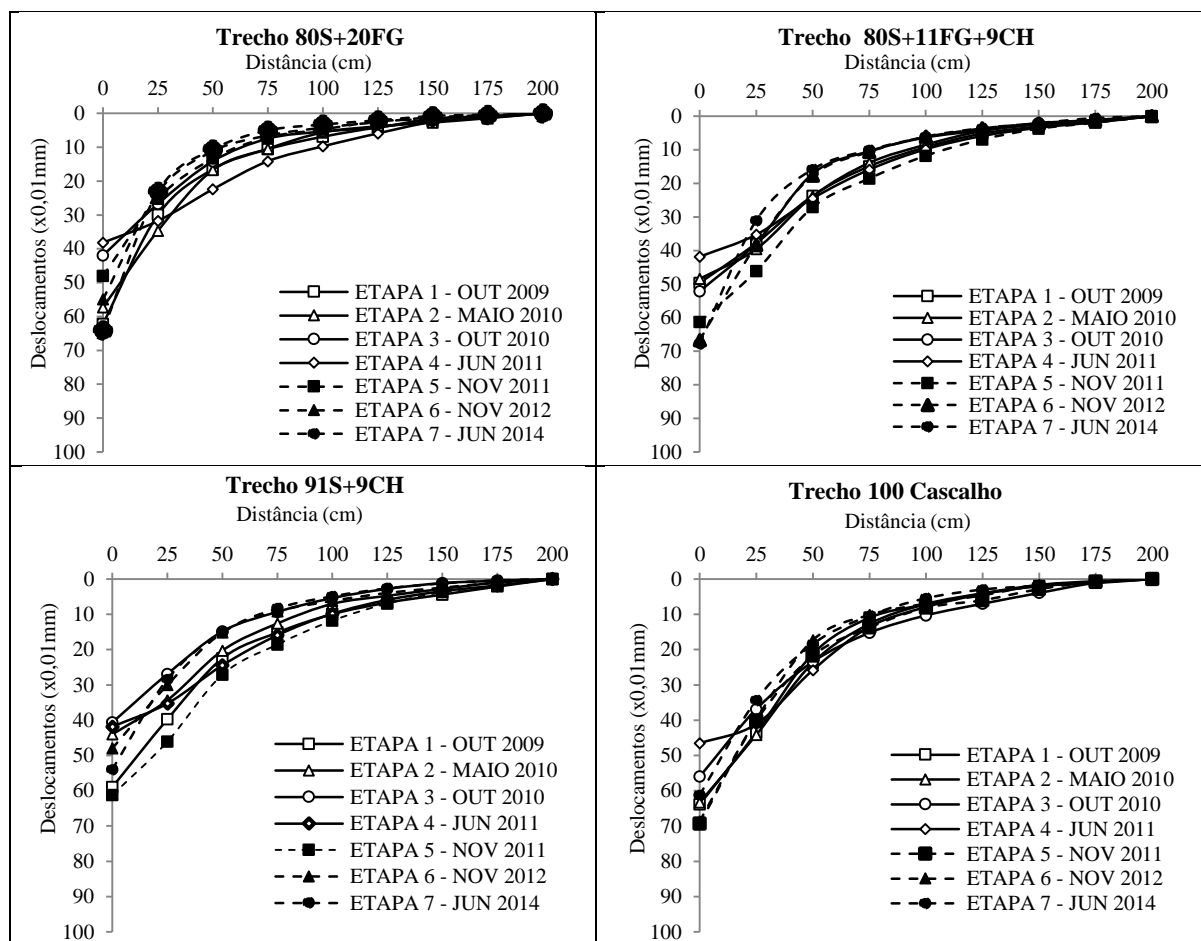 Trecho 80S+20FG
Distância (cm)
0 25 50 75 100 125 150 175 200
Deslocamentos (x0,01mm)
0
10
20
30
40
50
60
70
80
90
100
ETAPA 1 - OUT 2009
ETAPA 2 - MAIO 2010
ETAPA 3 - OUT 2010
ETAPA 4 - JUN 2011
ETAPA 5 - NOV 2011
ETAPA 6 - NOV 2012
ETAPA 7 - JUN 2014
Trecho 80S+11FG+9CH
Distância (cm)
0 25 50 75 100 125 150 175 200
Deslocamentos (x0,01mm)
0
10
20
30
40
50
60
70
80
90
100
ETAPA 1 - OUT 2009
ETAPA 2 - MAIO 2010
ETAPA 3 - OUT 2010
ETAPA 4 - JUN 2011
ETAPA 5 - NOV 2011
ETAPA 6 - NOV 2012
ETAPA 7 - JUN 2014
Trecho 91S+9CH
Distância (cm)
0 25 50 75 100 125 150 175 200
Deslocamentos (x0,01mm)
0
10
20
30
40
50
60
70
80
90
100
ETAPA 1 - OUT 2009
ETAPA 2 - MAIO 2010
ETAPA 3 - OUT 2010
ETAPA 4 - JUN 2011
ETAPA 5 - NOV 2011
ETAPA 6 - NOV 2012
ETAPA 7 - JUN 2014
Trecho 100 Cascalho
Distância (cm)
0 25 50 75 100 125 150 175 200
Deslocamentos (x0,01mm)
0
10
20
30
40
50
60
70
80
90
100
ETAPA 1 - OUT 2009
ETAPA 2 - MAIO 2010
ETAPA 3 - OUT 2010
ETAPA 4 - JUN 2011
ETAPA 5 - NOV 2011
ETAPA 6 - NOV 2012
ETAPA 7 - JUN 2014